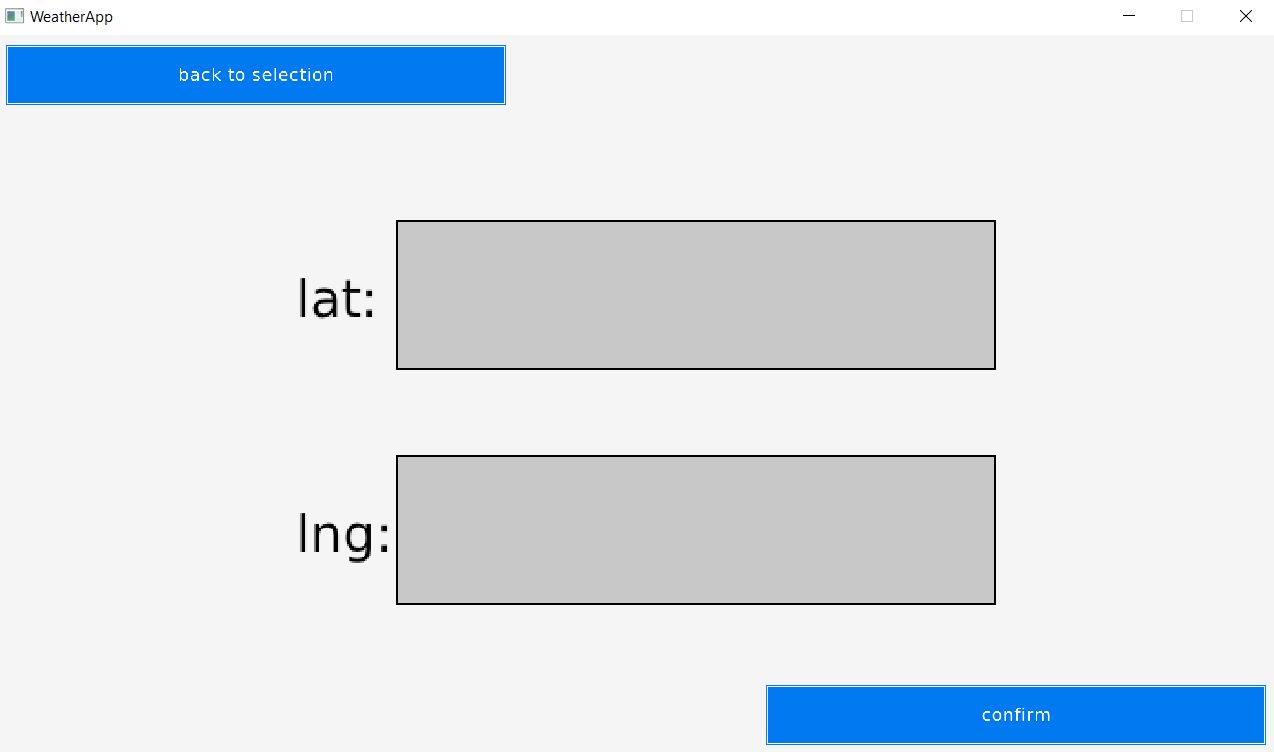 WeatherApp
back to selection
lat:
lng:
confirm